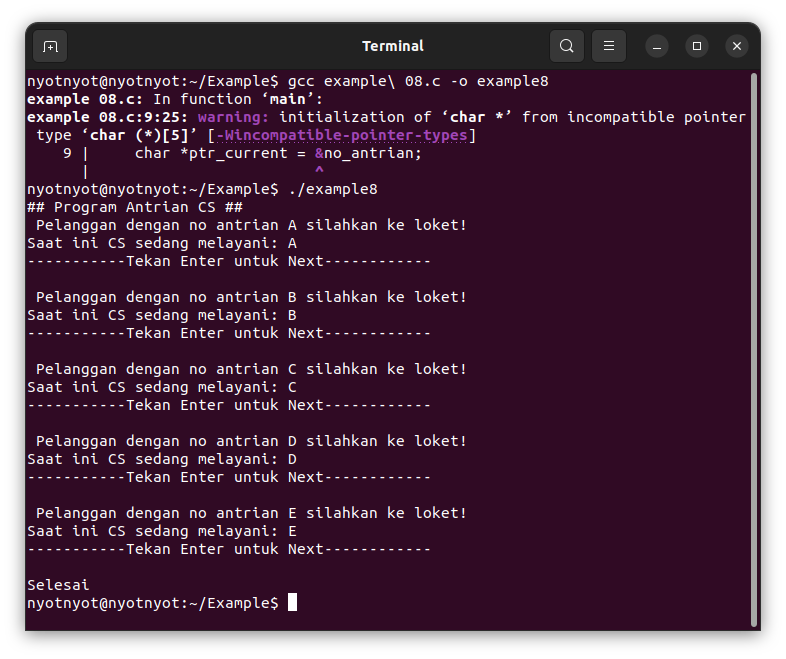 Terminal
nyotnyot@nyotnyot:~/Example$ gcc example\ 08.c -o example8
example 08.c: In function ‘main’:
example 08.c:9:25: warning: initialization of ‘char *’ from incompatible pointer
 type ‘char (*)[5]’ [-Wincompatible-pointer-types]
    9 |     char *ptr_current = &no_antrian;
      |                         ^
nyotnyot@nyotnyot:~/Example$ ./example8
## Program Antrian CS ##
 Pelanggan dengan no antrian A silahkan ke loket!
Saat ini CS sedang melayani: A
-----------Tekan Enter untuk Next------------
 Pelanggan dengan no antrian B silahkan ke loket!
Saat ini CS sedang melayani: B
-----------Tekan Enter untuk Next------------
 Pelanggan dengan no antrian C silahkan ke loket!
Saat ini CS sedang melayani: C
-----------Tekan Enter untuk Next------------
 Pelanggan dengan no antrian D silahkan ke loket!
Saat ini CS sedang melayani: D
-----------Tekan Enter untuk Next------------
 Pelanggan dengan no antrian E silahkan ke loket!
Saat ini CS sedang melayani: E
-----------Tekan Enter untuk Next------------
Selesai
nyotnyot@nyotnyot:~/Example$